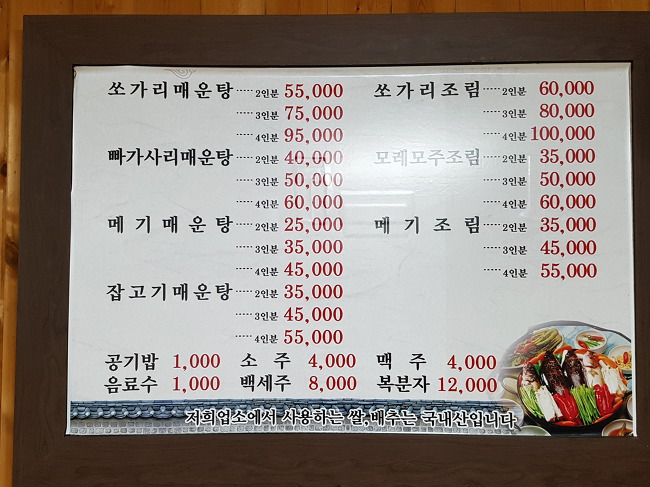 쏘가리매운탕 ····· 2인분 55,000
····· 3인분 75,000
····· 4인분 95,000
빠가사리매운탕 ····· 2인분 40,000
····· 3인분 50,000
····· 4인분 60,000
메기매운탕 ····· 2인분 25,000
····· 3인분 35,000
····· 4인분 45,000
잡고기매운탕 ····· 2인분 35,000
····· 3인분 45,000
····· 4인분 55,000
쏘가리조림 ····· 2인분 60,000
····· 3인분 80,000
····· 4인분 100,000
모레모주조림 ····· 2인분 35,000
····· 3인분 50,000
····· 4인분 60,000
메기조림 ····· 2인분 35,000
····· 3인분 45,000
····· 4인분 55,000
공기밥 1,000 소주 4,000 맥주 4,000
음료수 1,000 백세주 8,000 복분자 12,000
저희업소에서 사용하는 쌀,배추는 국내산입니다